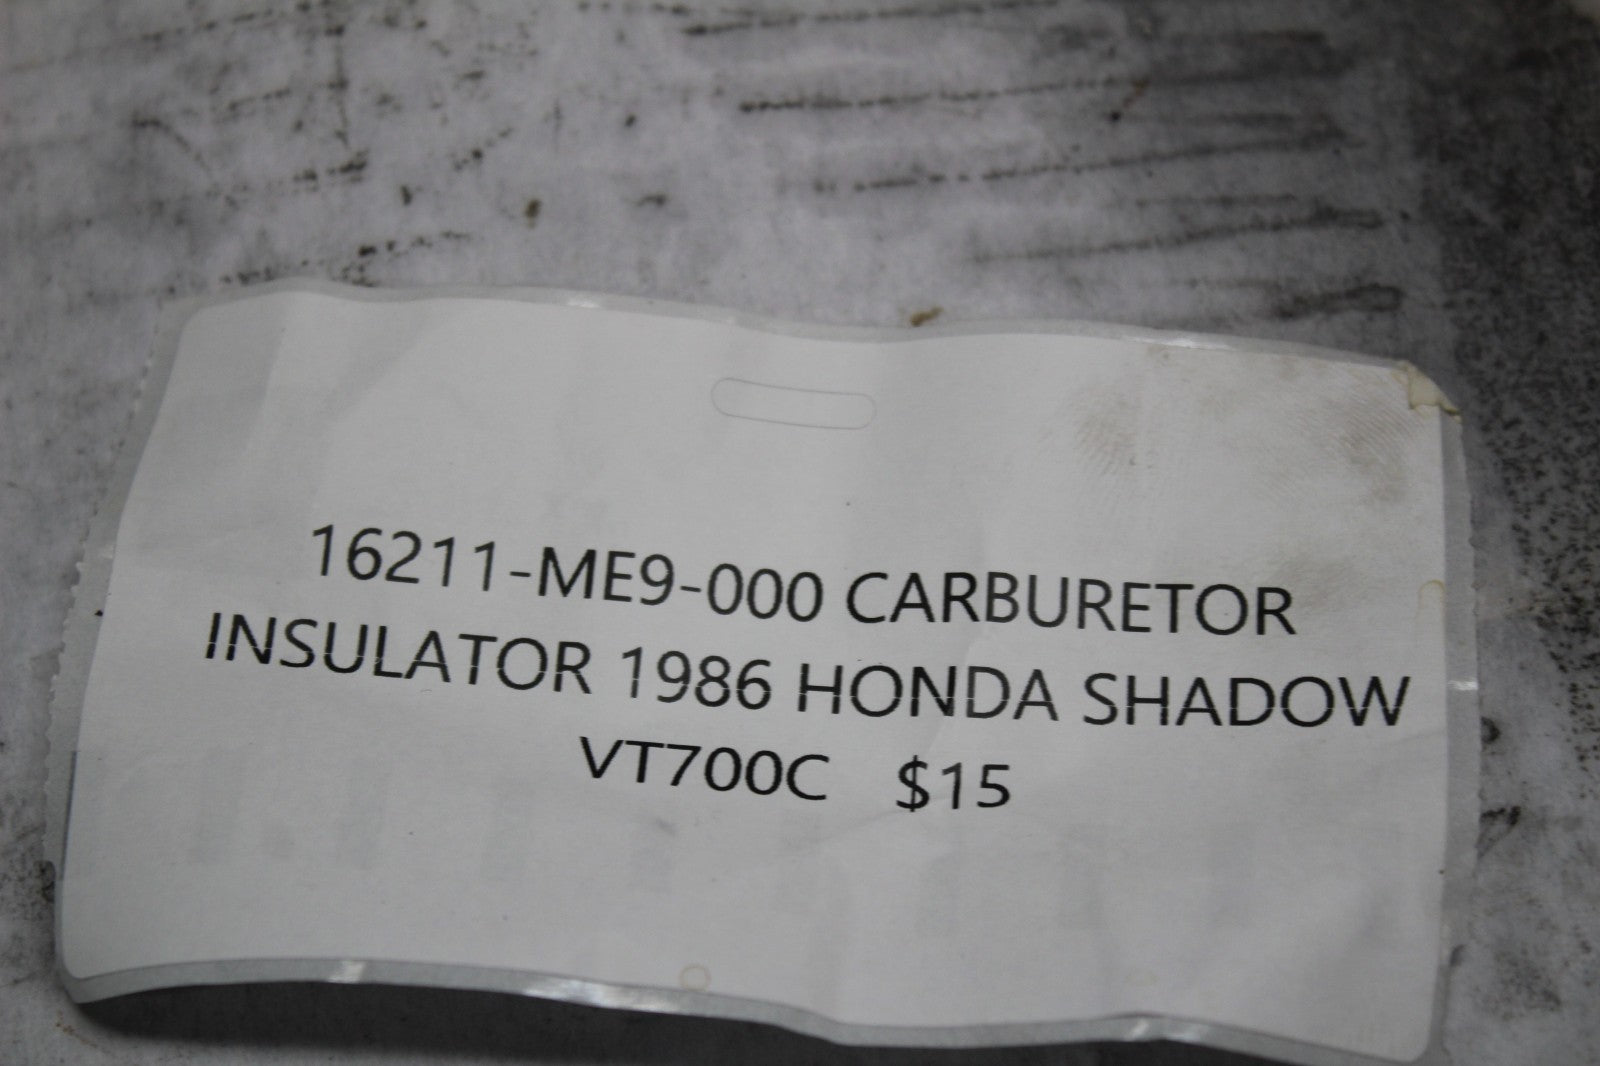 16211-ME9-000 CARBURETOR
INSULATOR 1986 HONDA SHADOW
VT700C $15